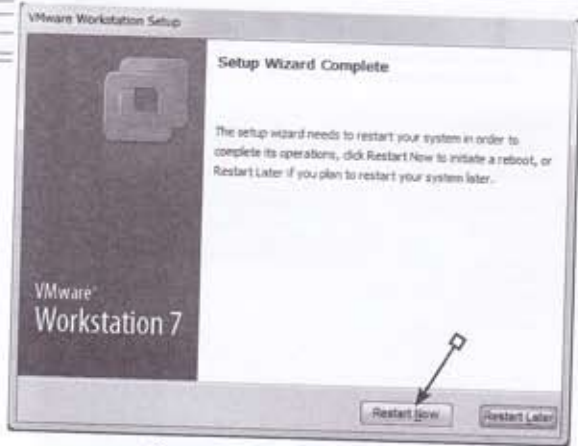 VMware Workstation Setup
Setup Wizard Complete
The setup wizard needs to restart your system in order to
complete its operations, click Restart Now to initiate a reboot, or
Restart Later if you plan to restart your system later.
VMware
Workstation 7
Restart Now
Restart Later